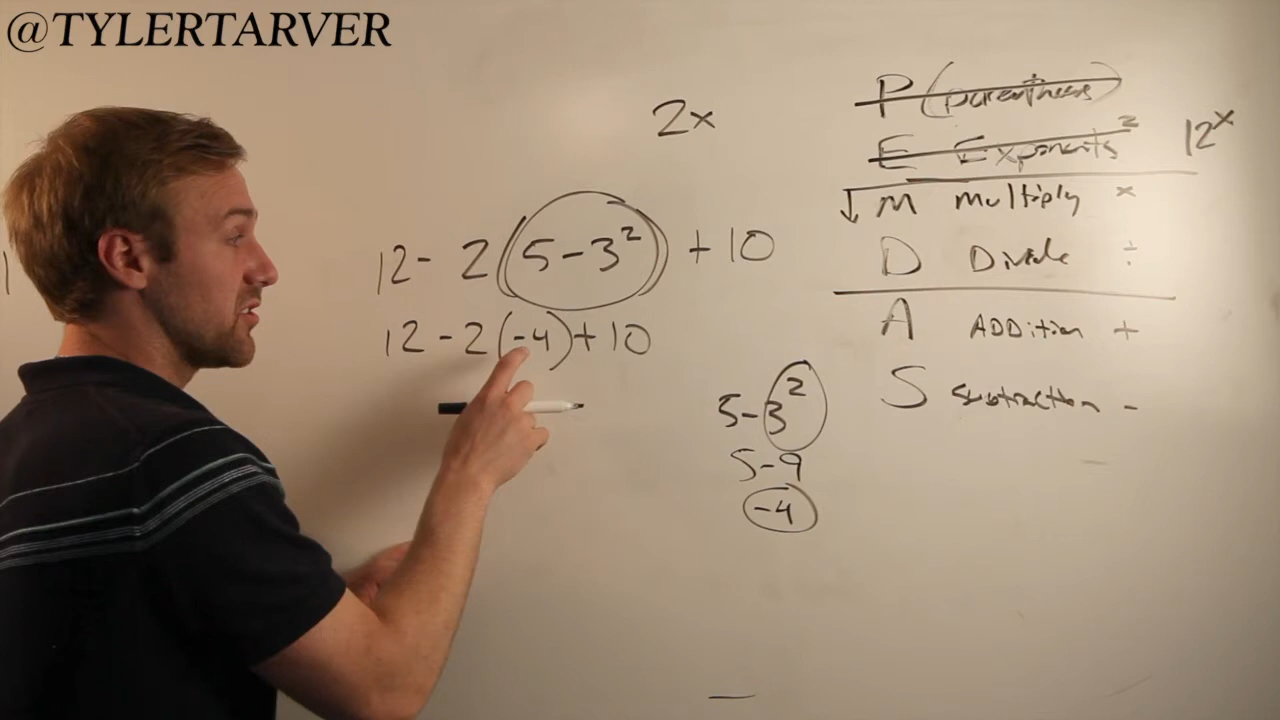 @TYLERTARVER
2x
12 - 2(5 - 3²) + 10
12 - 2(-4) + 10
5 - 3²
5 - 9
-4
P (parentheses)
E Exponents ²
12ˣ
M Multiply ×
D Divide ÷
A ADDition +
S Subtraction -